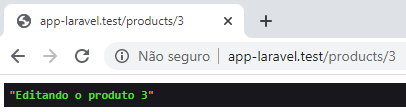 app-laravel.test/products/3
Não seguro | app-laravel.test/products/3
"Editando o produto 3"